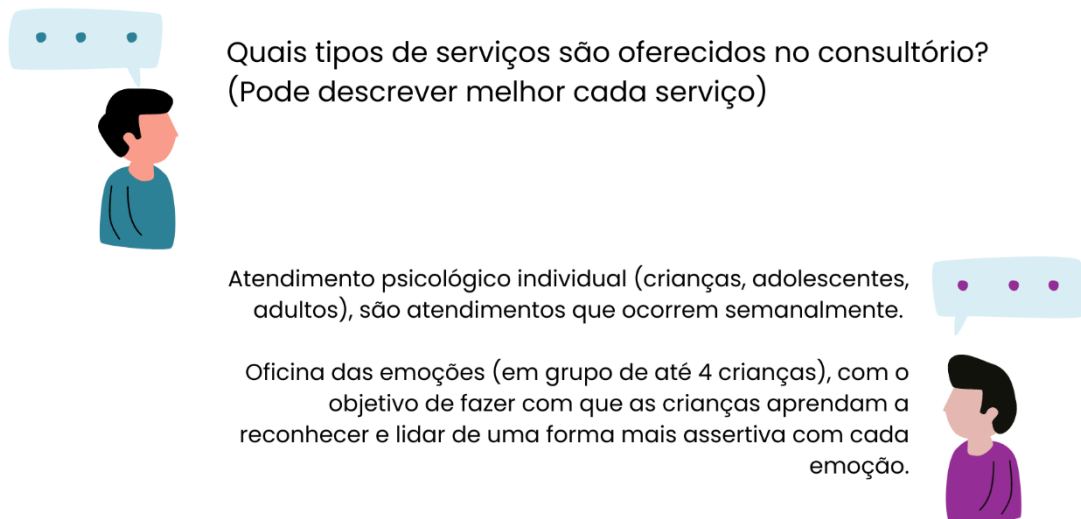 Quais tipos de serviços são oferecidos no consultório?
(Pode descrever melhor cada serviço)
Atendimento psicológico individual (crianças, adolescentes,
adultos), são atendimentos que ocorrem semanalmente.
Oficina das emoções (em grupo de até 4 crianças), com o
objetivo de fazer com que as crianças aprendam a
reconhecer e lidar de uma forma mais assertiva com cada
emoção.